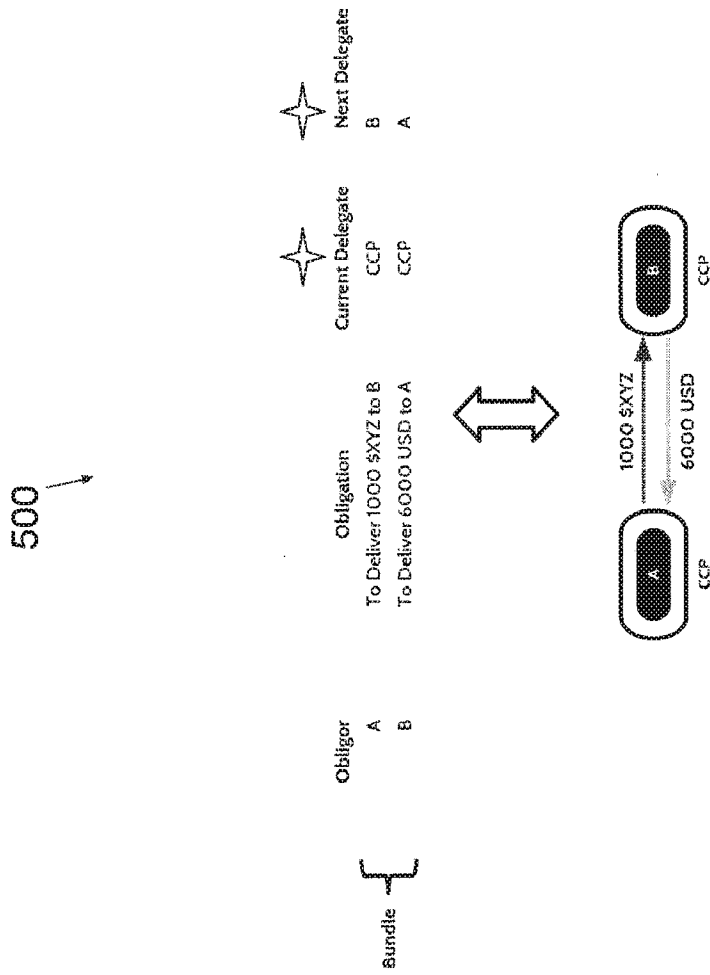 500
Obligor Obligation Current Delegate Next Delegate
Bundle
A To Deliver 1000 $XYZ to B CCP B
B To Deliver 6000 USD to A CCP A
1000 $XYZ
A B
6000 USD
CCP CCP